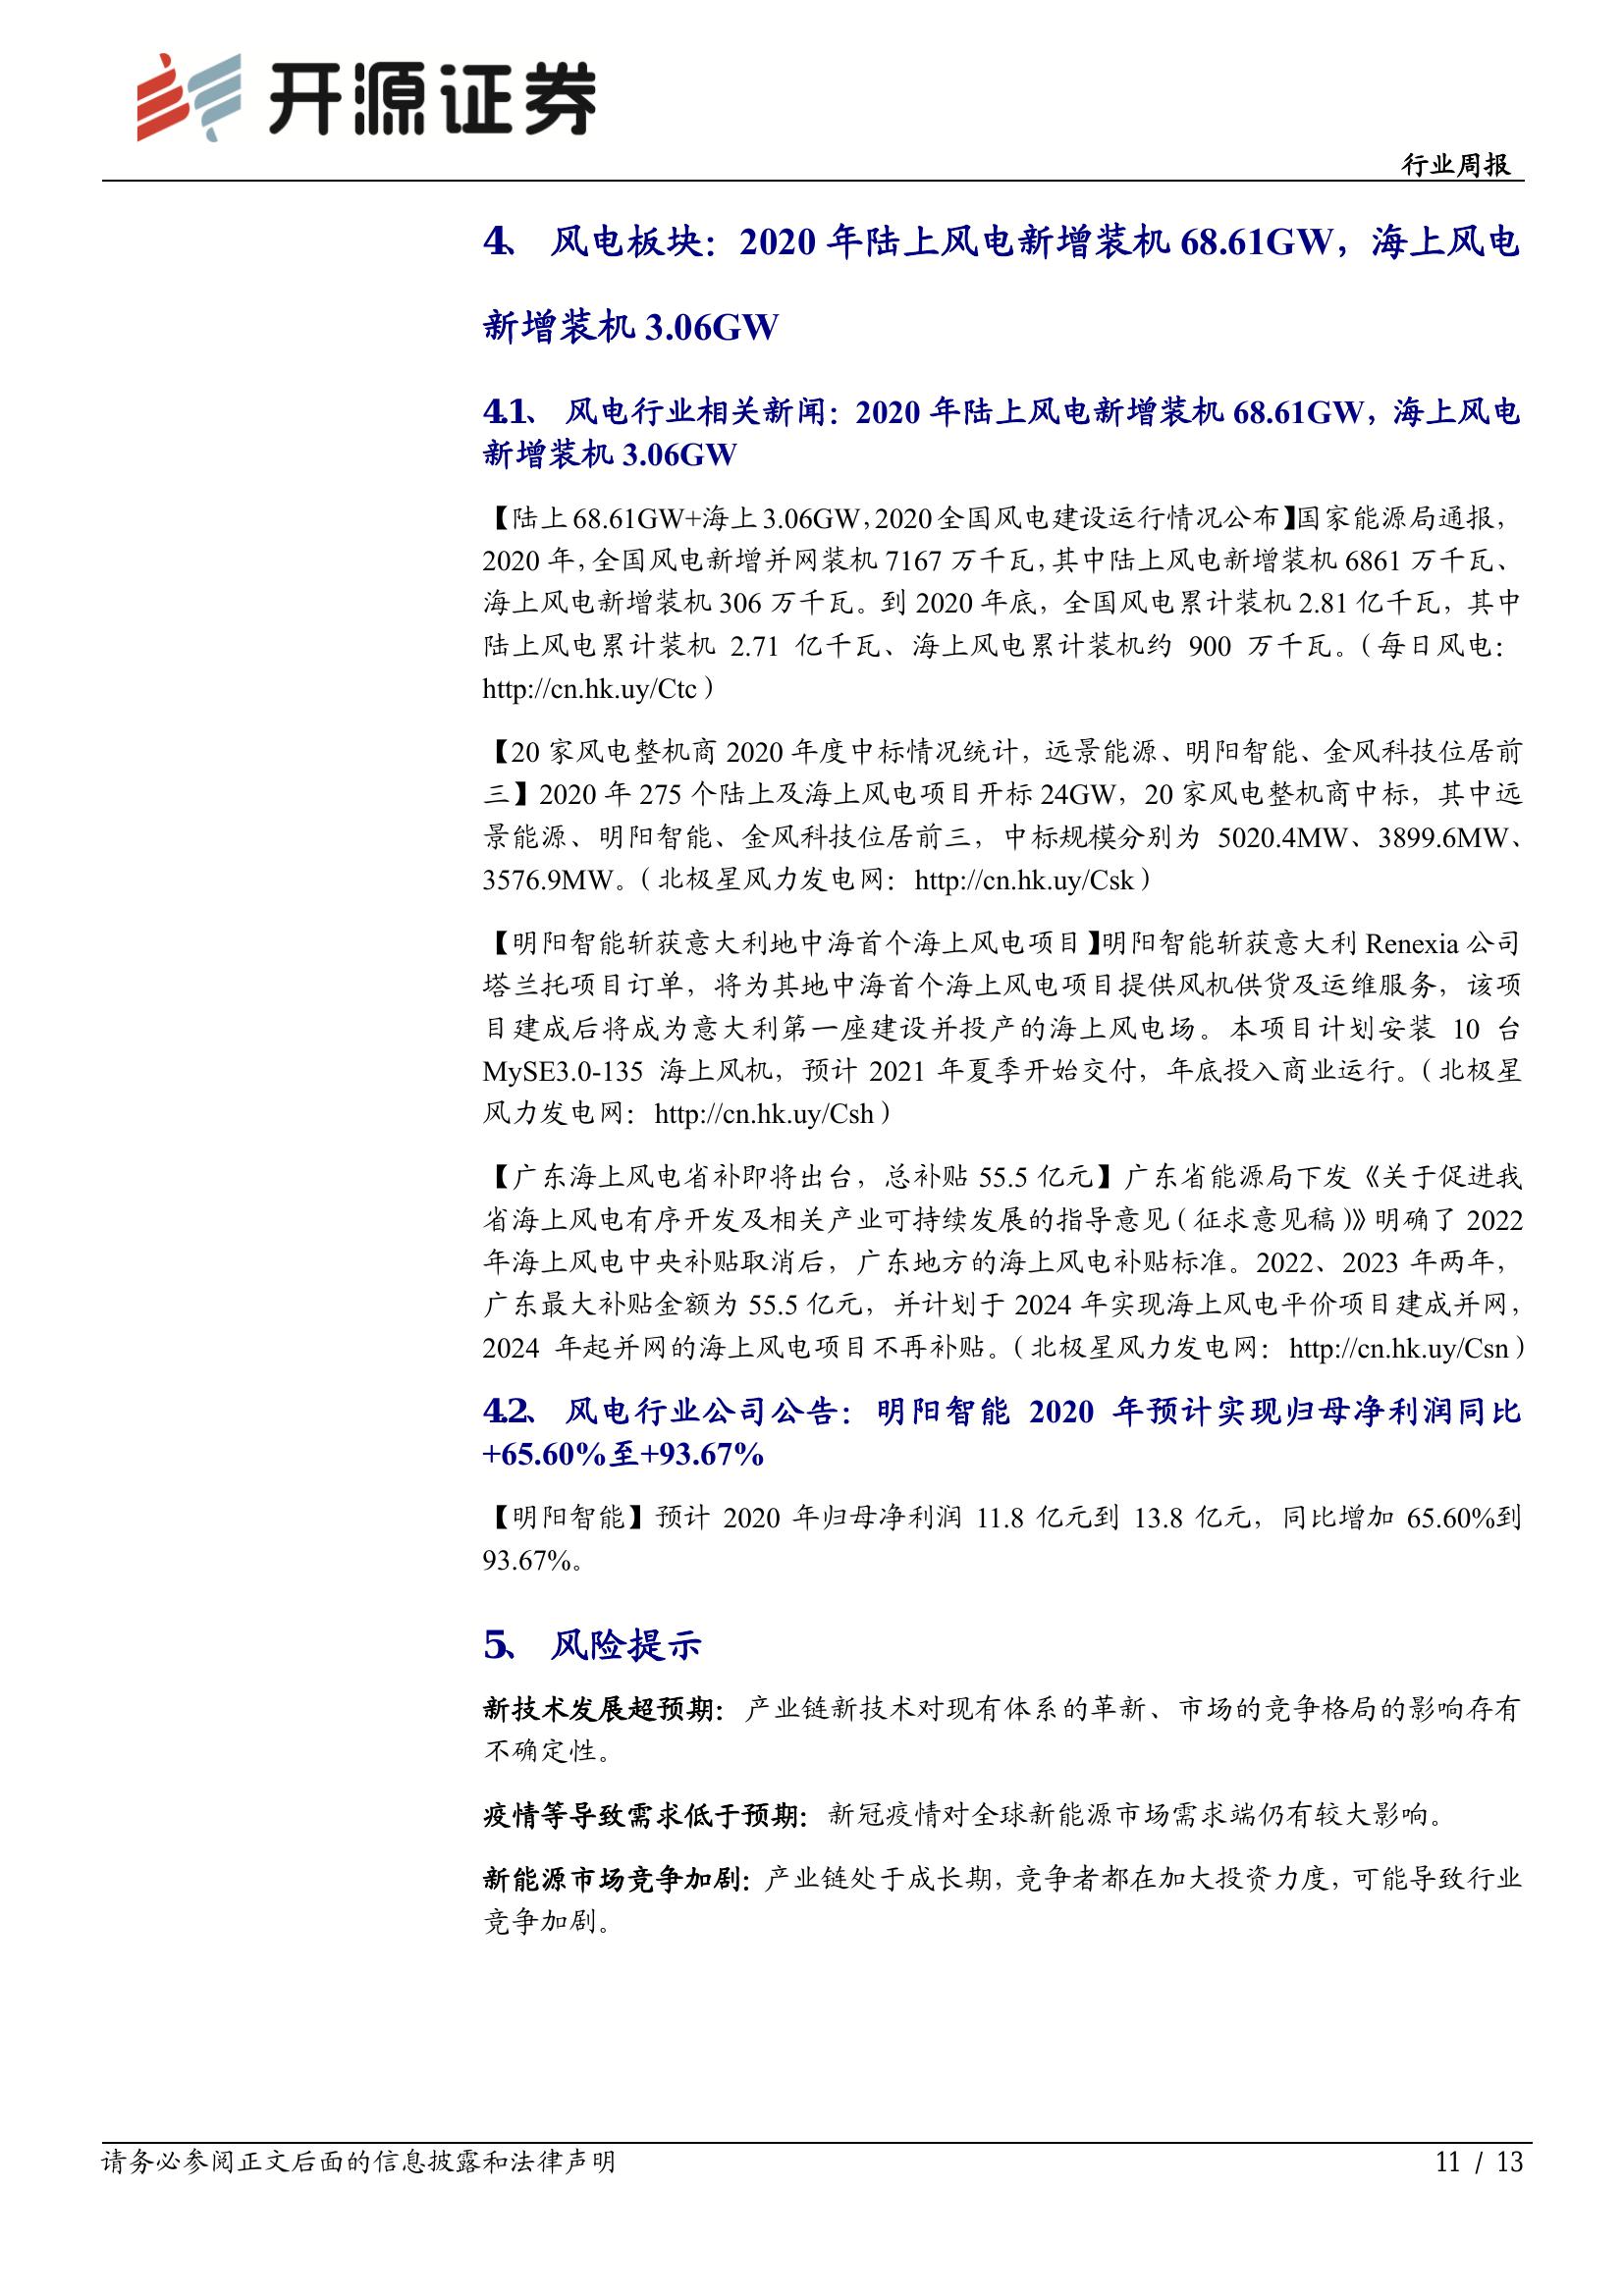 开源证券
行业周报
4、 风电板块：2020 年陆上风电新增装机 68.61GW，海上风电
新增装机 3.06GW
4.1、 风电行业相关新闻：2020 年陆上风电新增装机 68.61GW，海上风电
新增装机 3.06GW
【陆上 68.61GW+海上 3.06GW，2020 全国风电建设运行情况公布】国家能源局通报，
2020 年，全国风电新增并网装机 7167 万千瓦，其中陆上风电新增装机 6861 万千瓦、
海上风电新增装机 306 万千瓦。到 2020 年底，全国风电累计装机 2.81 亿千瓦，其中
陆上风电累计装机 2.71 亿千瓦、海上风电累计装机约 900 万千瓦。（每日风电：
http://cn.hk.uy/Ctc）
【20 家风电整机商 2020 年度中标情况统计，远景能源、明阳智能、金风科技位居前
三】2020 年 275 个陆上及海上风电项目开标 24GW，20 家风电整机商中标，其中远
景能源、明阳智能、金风科技位居前三，中标规模分别为 5020.4MW、3899.6MW、
3576.9MW。（北极星风力发电网：http://cn.hk.uy/Csk）
【明阳智能斩获意大利地中海首个海上风电项目】明阳智能斩获意大利 Renexia 公司
塔兰托项目订单，将为其地中海首个海上风电项目提供风机供货及运维服务，该项
目建成后将成为意大利第一座建设并投产的海上风电场。本项目计划安装 10 台
MySE3.0-135 海上风机，预计 2021 年夏季开始交付，年底投入商业运行。（北极星
风力发电网：http://cn.hk.uy/Csh）
【广东海上风电省补即将出台，总补贴 55.5 亿元】广东省能源局下发《关于促进我
省海上风电有序开发及相关产业可持续发展的指导意见（征求意见稿）》明确了 2022
年海上风电中央补贴取消后，广东地方的海上风电补贴标准。2022、2023 年两年，
广东最大补贴金额为 55.5 亿元，并计划于 2024 年实现海上风电平价项目建成并网，
2024 年起并网的海上风电项目不再补贴。（北极星风力发电网：http://cn.hk.uy/Csn）
4.2、 风电行业公司公告：明阳智能 2020 年预计实现归母净利润同比
+65.60%至+93.67%
【明阳智能】预计 2020 年归母净利润 11.8 亿元到 13.8 亿元，同比增加 65.60%到
93.67%。
5、 风险提示
新技术发展超预期：产业链新技术对现有体系的革新、市场的竞争格局的影响存有
不确定性。
疫情等导致需求低于预期：新冠疫情对全球新能源市场需求端仍有较大影响。
新能源市场竞争加剧：产业链处于成长期，竞争者都在加大投资力度，可能导致行业
竞争加剧。
请务必参阅正文后面的信息披露和法律声明
11 / 13